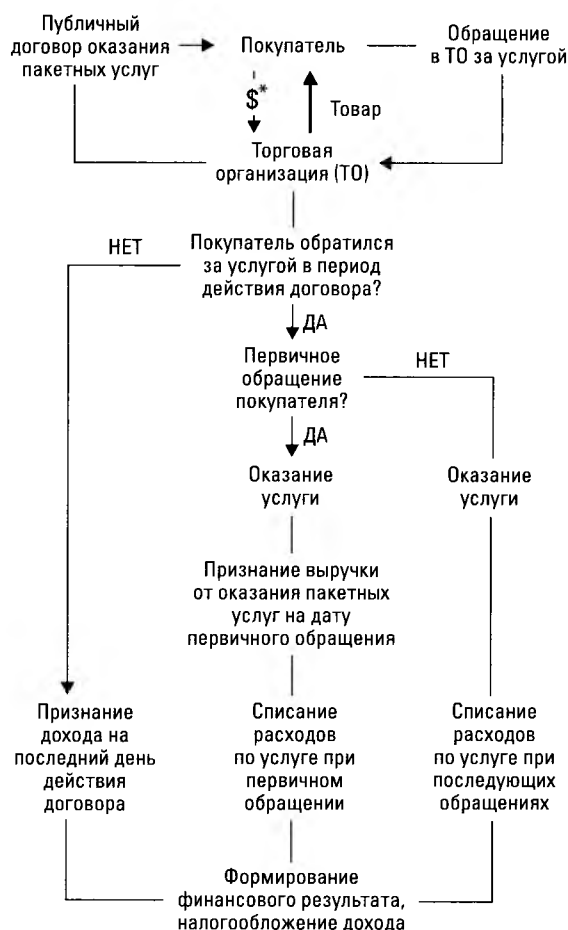 Публичный
договор оказания
пакетных услуг
Покупатель
Обращение
в ТО за услугой
$*
Товар
Торговая
организация (ТО)
НЕТ
Покупатель обратился
за услугой в период
действия договора?
ДА
Первичное
обращение
покупателя?
НЕТ
ДА
Оказание
услуги
Оказание
услуги
Признание выручки
от оказания пакетных
услуг на дату
первичного обращения
Признание
дохода на
последний день
действия
договора
Списание
расходов
по услуге при
первичном
обращении
Списание
расходов
по услуге при
последующих
обращениях
Формирование
финансового результата,
налогообложение дохода